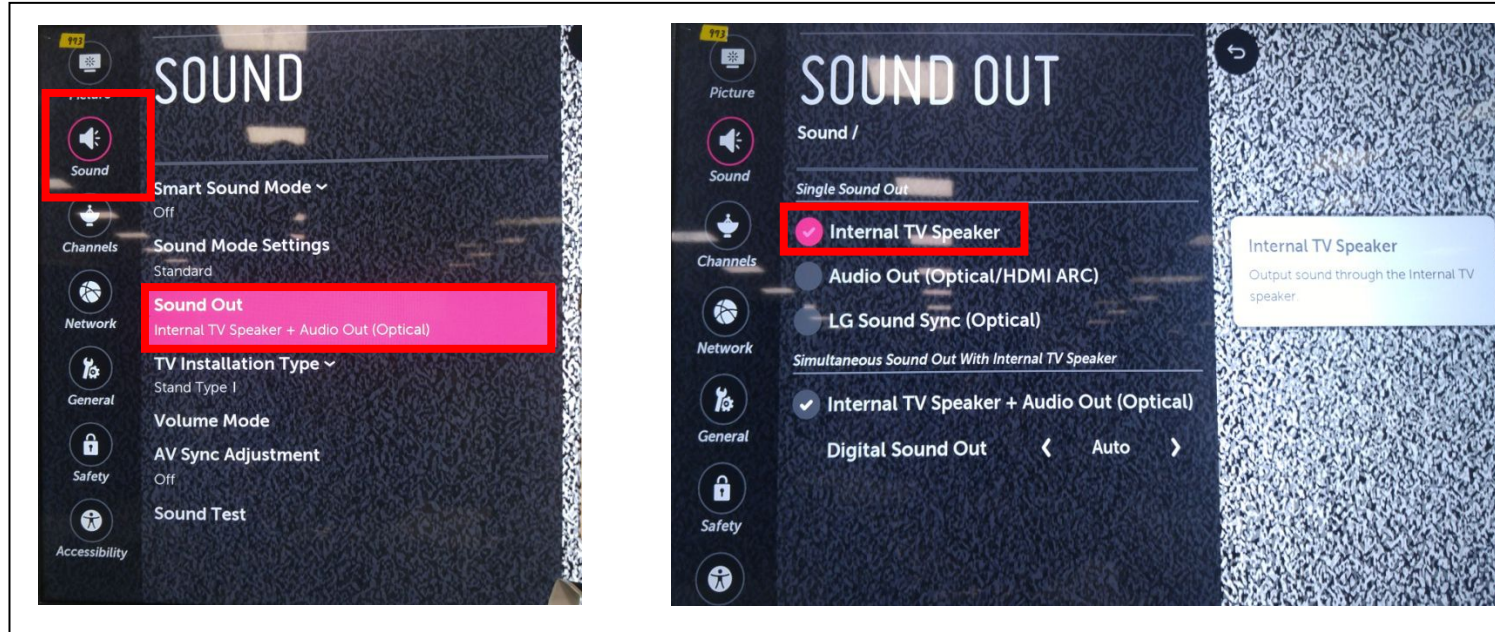 993
Picture
Sound
Channels
Network
General
Safety
Accessibility
SOUND
Smart Sound Mode
Off
Sound Mode Settings
Standard
Sound Out
Internal TV Speaker + Audio Out (Optical)
TV Installation Type
Stand Type I
Volume Mode
AV Sync Adjustment
Off
Sound Test
993
Picture
Sound
Channels
Network
General
Safety
SOUND OUT
Sound /
Single Sound Out
Internal TV Speaker
Audio Out (Optical/HDMI ARC)
LG Sound Sync (Optical)
Simultaneous Sound Out With Internal TV Speaker
Internal TV Speaker + Audio Out (Optical)
Digital Sound Out ❮ Auto ❯
Internal TV Speaker
Output sound through the Internal TV
speaker.